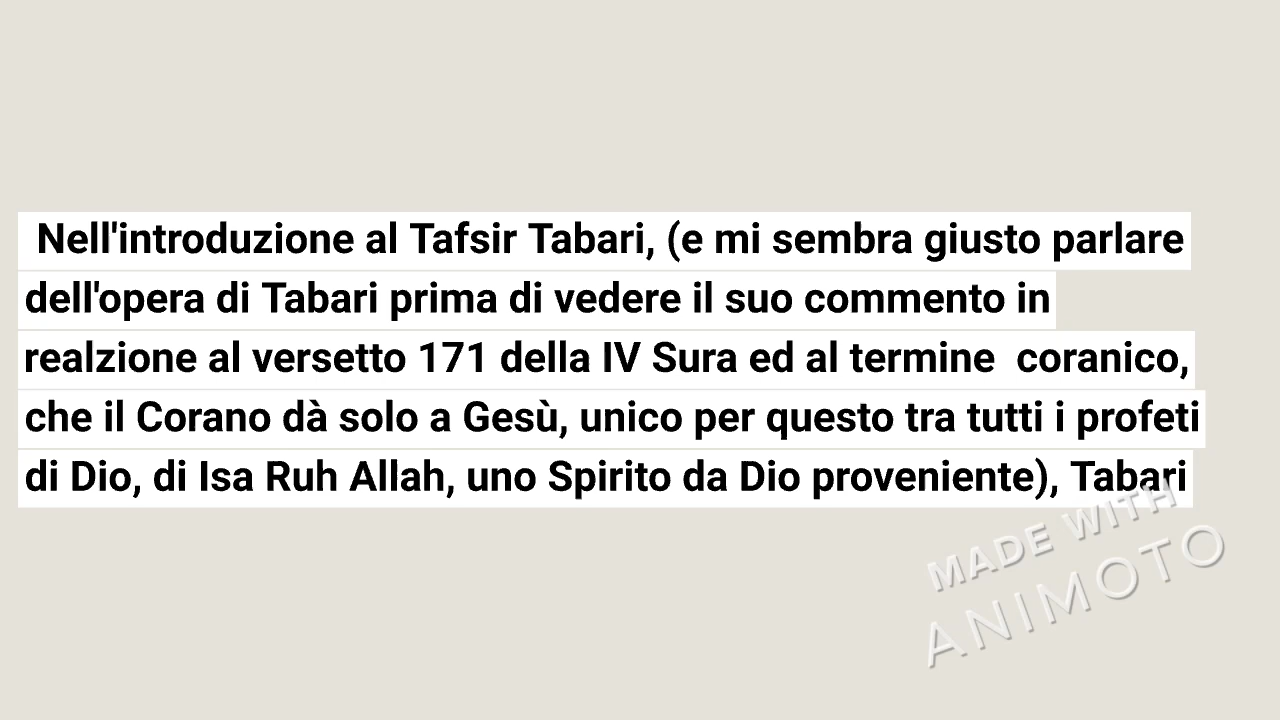 Nell'introduzione al Tafsir Tabari, (e mi sembra giusto parlare
dell'opera di Tabari prima di vedere il suo commento in
realzione al versetto 171 della IV Sura ed al termine  coranico,
che il Corano dà solo a Gesù, unico per questo tra tutti i profeti
di Dio, di Isa Ruh Allah, uno Spirito da Dio proveniente), Tabari
MADE WITH
ANIMOTO